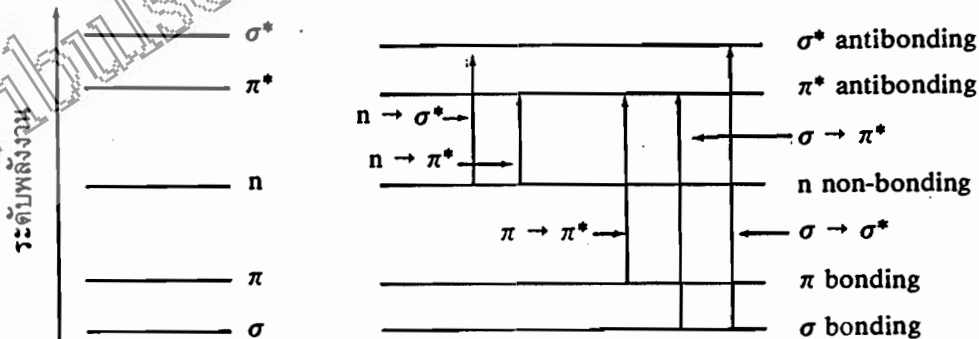 σ*
π*
n
π
σ
ระดับพลังงาน
σ* antibonding
π* antibonding
n → σ*
σ → π*
n → π*
n non-bonding
π → π*
σ → σ*
π bonding
σ bonding